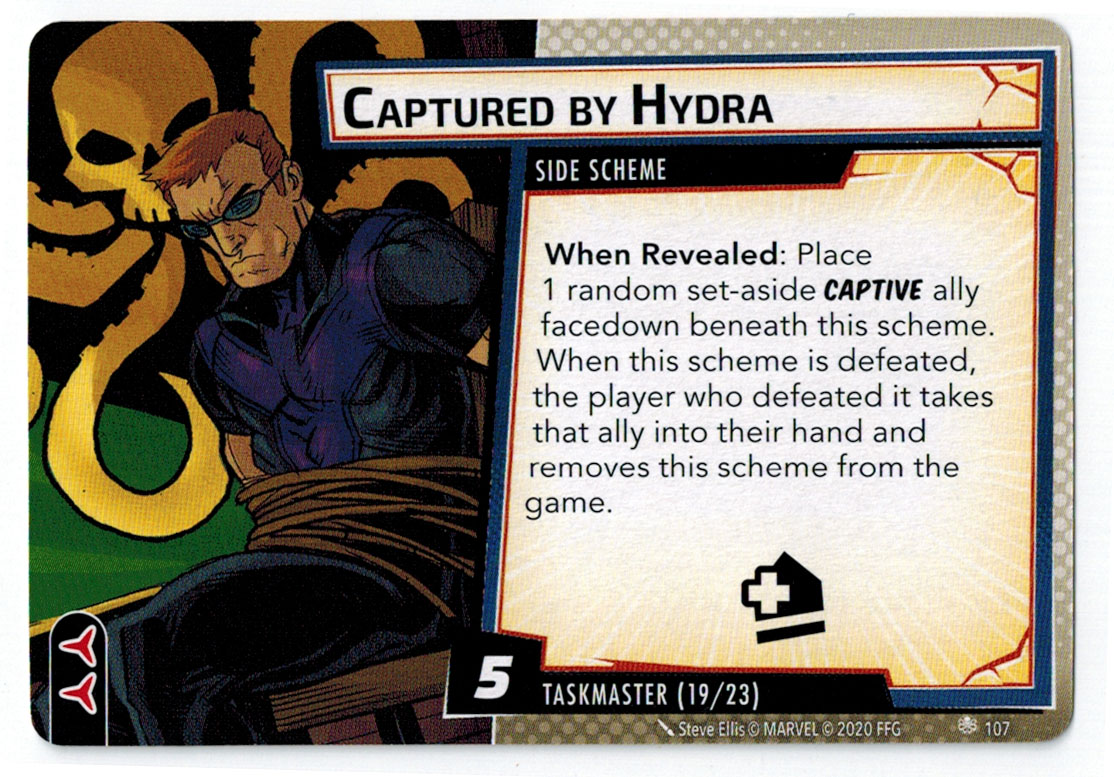 CAPTURED BY HYDRA
SIDE SCHEME
When Revealed: Place
1 random set-aside CAPTIVE ally
facedown beneath this scheme.
When this scheme is defeated,
the player who defeated it takes
that ally into their hand and
removes this scheme from the
game.
5
TASKMASTER (19/23)
Steve Ellis © MARVEL © 2020 FFG
107